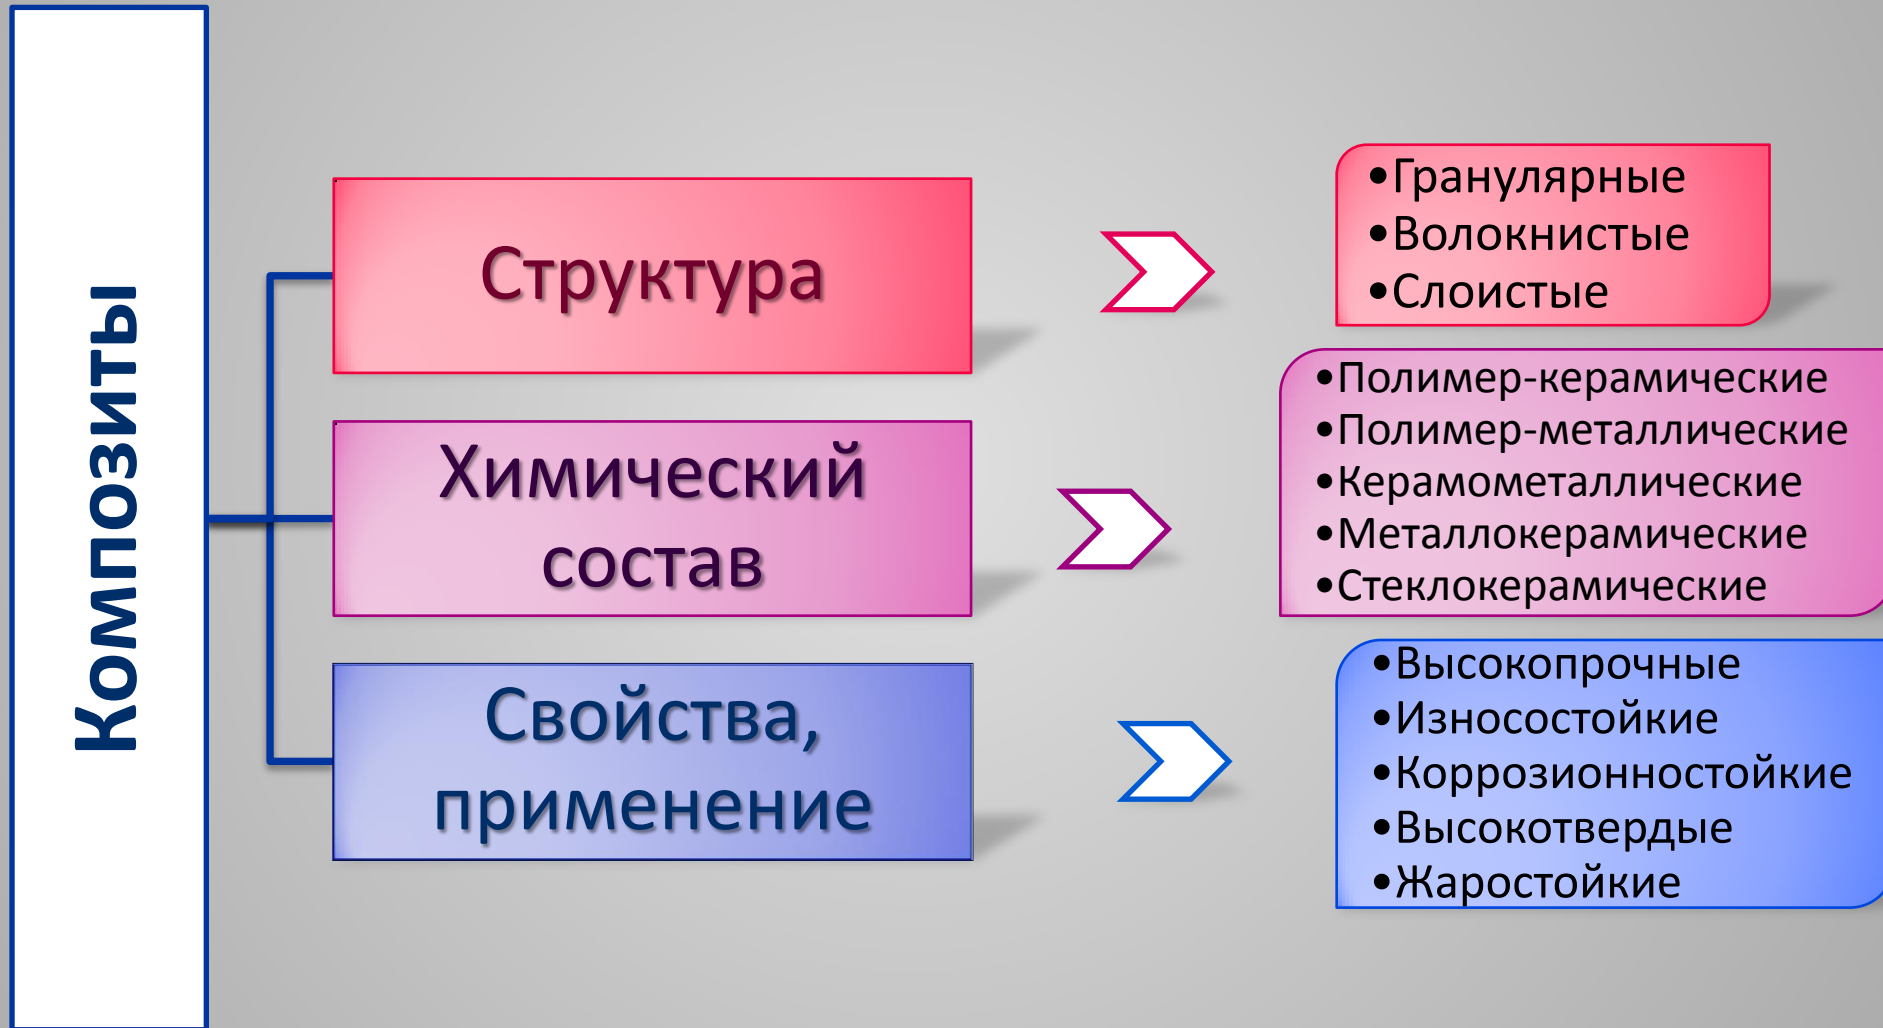 Композиты
Структура
•Гранулярные
•Волокнистые
•Слоистые
Химический
состав
•Полимер-керамические
•Полимер-металлические
•Керамометаллические
•Металлокерамические
•Стеклокерамические
Свойства,
применение
•Высокопрочные
•Износостойкие
•Коррозионностойкие
•Высокотвердые
•Жаростойкие